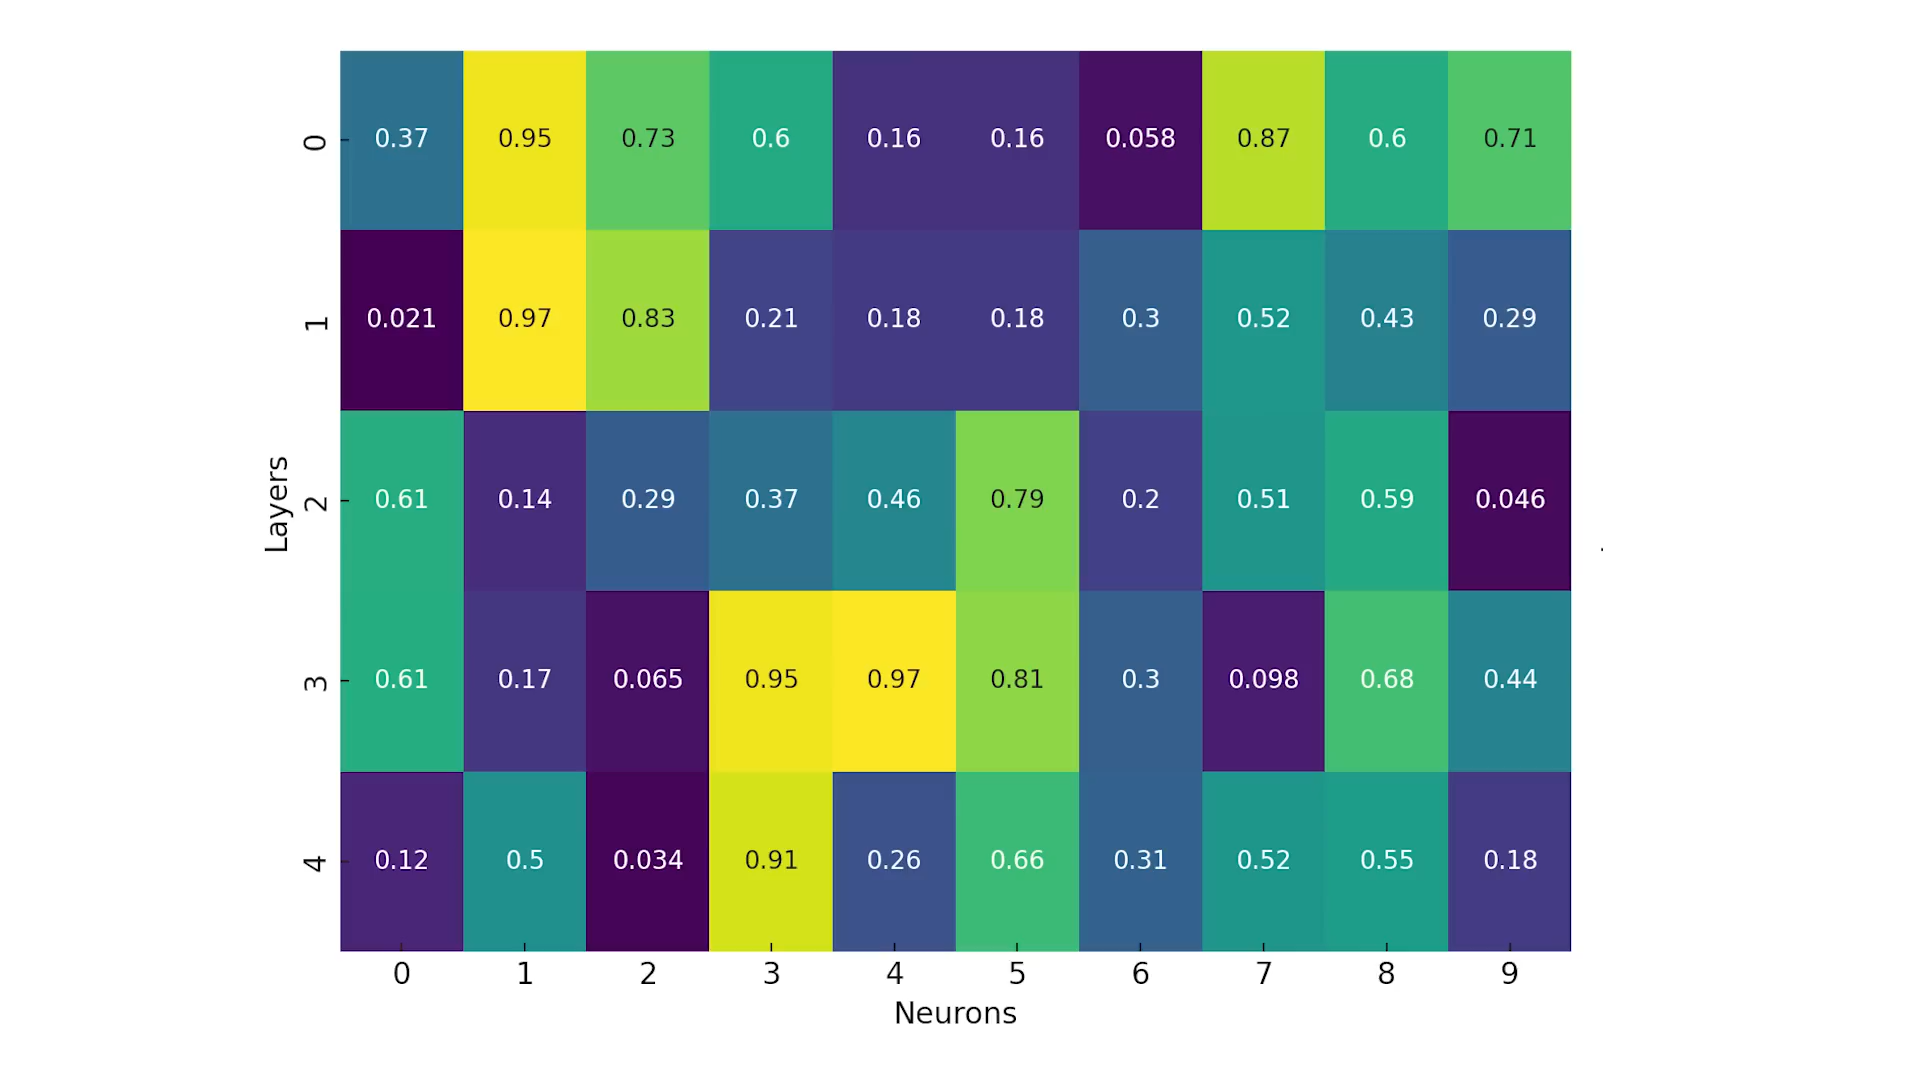 0 0.37 0.95 0.73 0.6 0.16 0.16 0.058 0.87 0.6 0.71
1 0.021 0.97 0.83 0.21 0.18 0.18 0.3 0.52 0.43 0.29
Layers
2 0.61 0.14 0.29 0.37 0.46 0.79 0.2 0.51 0.59 0.046
3 0.61 0.17 0.065 0.95 0.97 0.81 0.3 0.098 0.68 0.44
4 0.12 0.5 0.034 0.91 0.26 0.66 0.31 0.52 0.55 0.18
0 1 2 3 4 5 6 7 8 9
Neurons